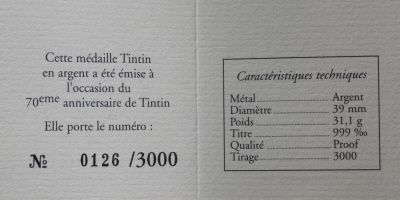 Cette médaille Tintin
en argent a été émise à
l'occasion du
70eme anniversaire de Tintin
Elle porte le numéro :
№ 0126 /3000
Caractéristiques techniques
Métal Argent
Diamètre 39 mm
Poids 31,1 g
Titre 999 ‰
Qualité Proof
Tirage 3000